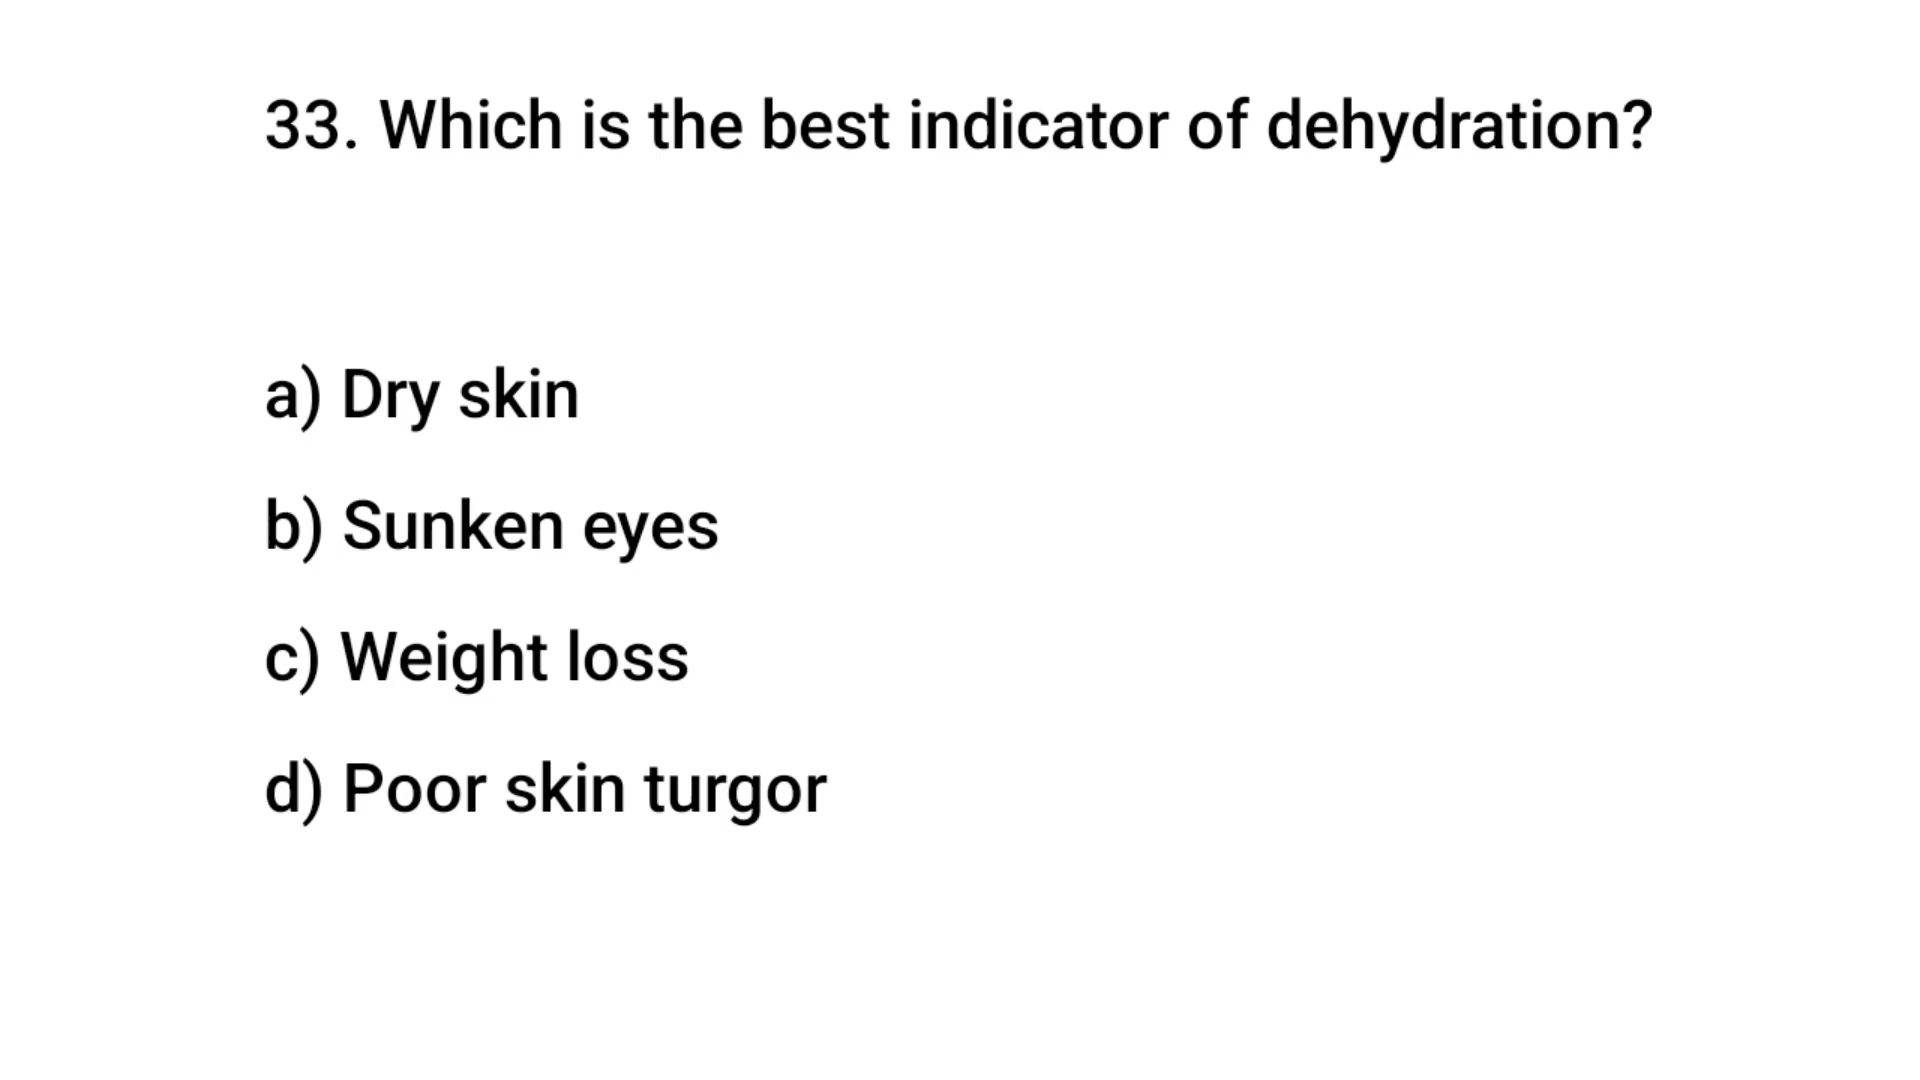 33. Which is the best indicator of dehydration?
a) Dry skin
b) Sunken eyes
c) Weight loss
d) Poor skin turgor